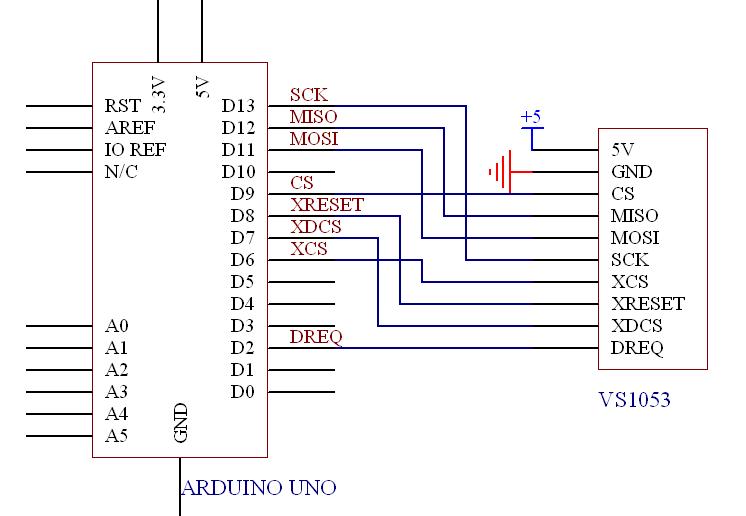 3.3V 5V
RST D13 SCK
AREF D12 MISO
IO REF D11 MOSI
N/C D10
D9 CS
D8 XRESET
D7 XDCS
D6 XCS
D5
D4
A0 D3
A1 D2 DREQ
A2 D1
A3 D0
A4
A5
GND
ARDUINO UNO
+5
5V
GND
CS
MISO
MOSI
SCK
XCS
XRESET
XDCS
DREQ
VS1053